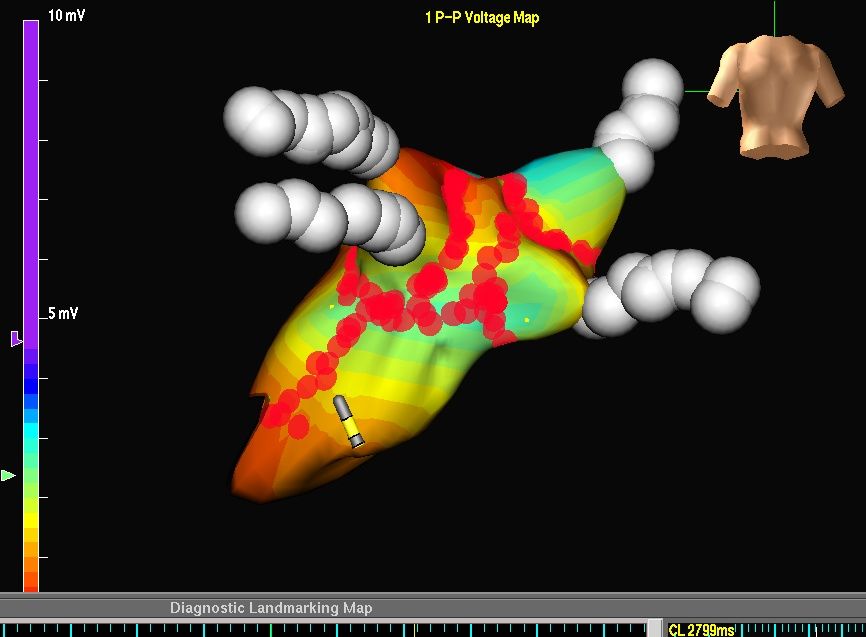 10 mV
1 P-P Voltage Map
5 mV
Diagnostic Landmarking Map
CL 2799ms